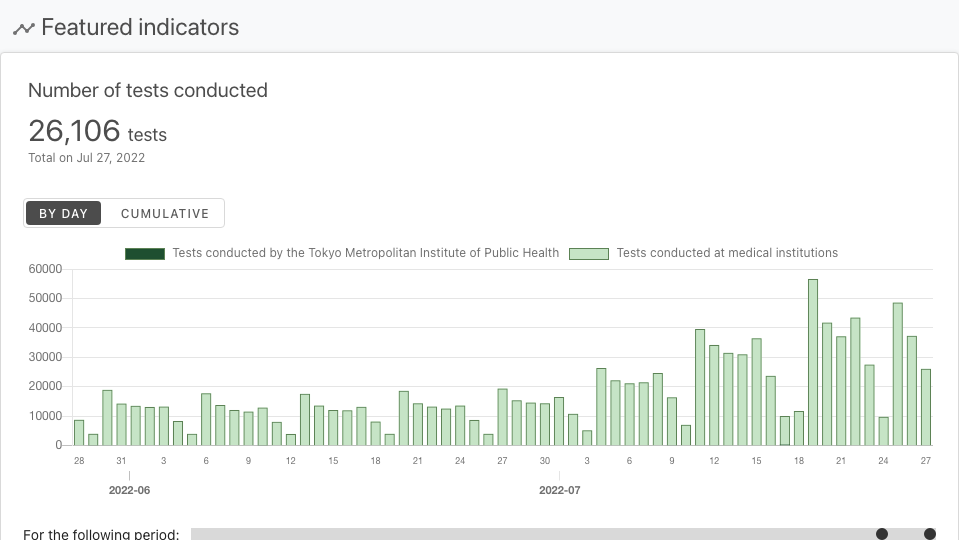 Featured indicators
Number of tests conducted
26,106 tests
Total on Jul 27, 2022
BY DAY CUMULATIVE
Tests conducted by the Tokyo Metropolitan Institute of Public Health Tests conducted at medical institutions
60000
50000
40000
30000
20000
10000
0
28 31 3 6 9 12 15 18 21 24 27 30 3 6 9 12 15 18 21 24 27
2022-06 2022-07
For the following period: